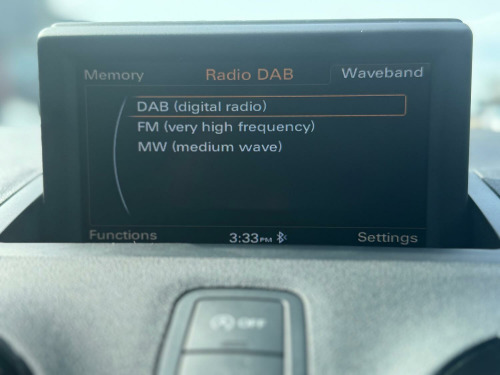 Memory Radio DAB Waveband
DAB (digital radio)
FM (very high frequency)
MW (medium wave)
Functions 3:33PM Settings
OFF